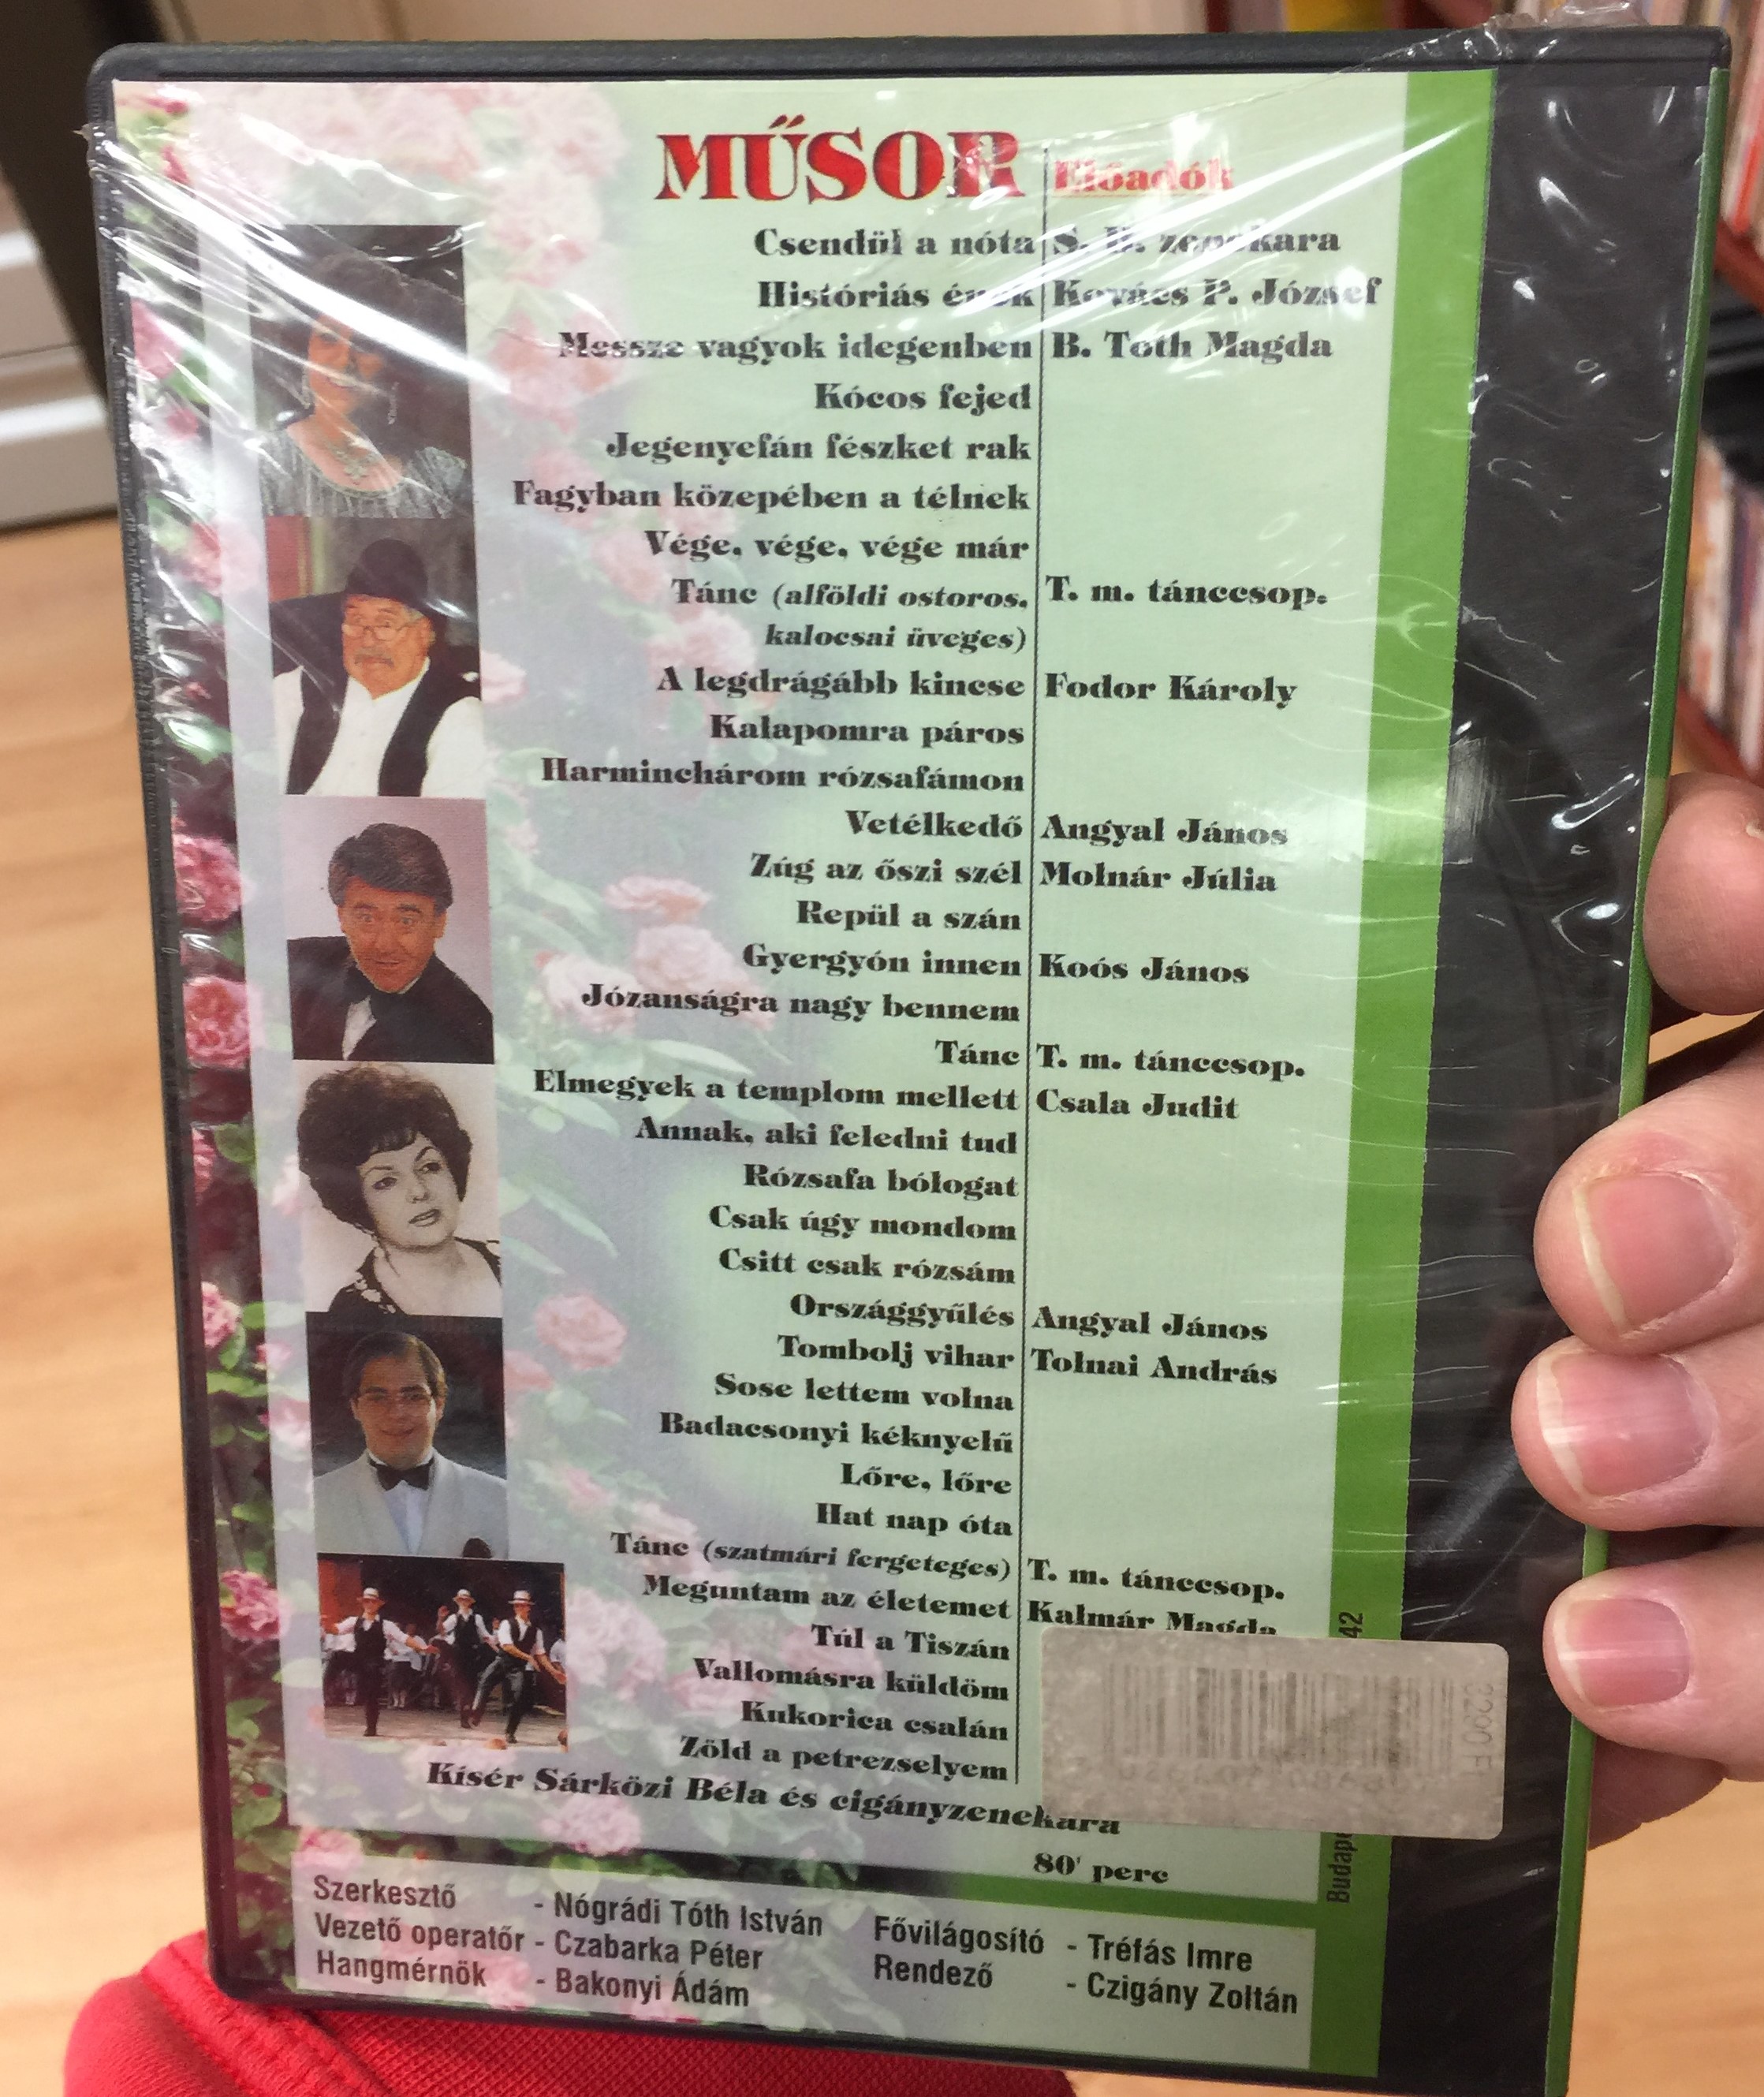 MŰSOR Előadók
Csendül a nóta S. B. zenekara
Históriás ének Kovács P. József
Messze vagyok idegenben B. Toth Magda
Kócos fejed
Jegenyefán fészket rak
Fagyban közepében a télnek
Vége, vége, vége már
Tánc (alföldi ostoros, T. m. tánccsop.
kalocsai üveges)
A legdrágább kincse Fodor Károly
Kalapomra páros
Harminchárom rózsafámon
Vetélkedő Angyal János
Zúg az őszi szél Molnár Júlia
Repül a szán
Gyergyón innen Koós János
Józanságra nagy bennem
Tánc T. m. tánccsop.
Elmegyek a templom mellett Csala Judit
Annak, aki feledni tud
Rózsafa bólogat
Csak úgy mondom
Csitt csak rózsám
Országgyűlés Angyal János
Tombolj vihar Tolnai András
Sose lettem volna
Badacsonyi kéknyelű
Lőre, lőre
Hat nap óta
Tánc (szatmári fergeteges) T. m. tánccsop.
Meguntam az életemet Kalmár Magda
Túl a Tiszán
Vallomásra küldöm
Kukorica csalán
Zöld a petrezselyem
Kísér Sárközi Béla és cigányzenekara
80' perc
Szerkesztő - Nógrádi Tóth István
Vezető operatőr - Czabarka Péter
Hangmérnök - Bakonyi Ádám
Fővilágosító - Tréfás Imre
Rendező - Czigány Zoltán
42